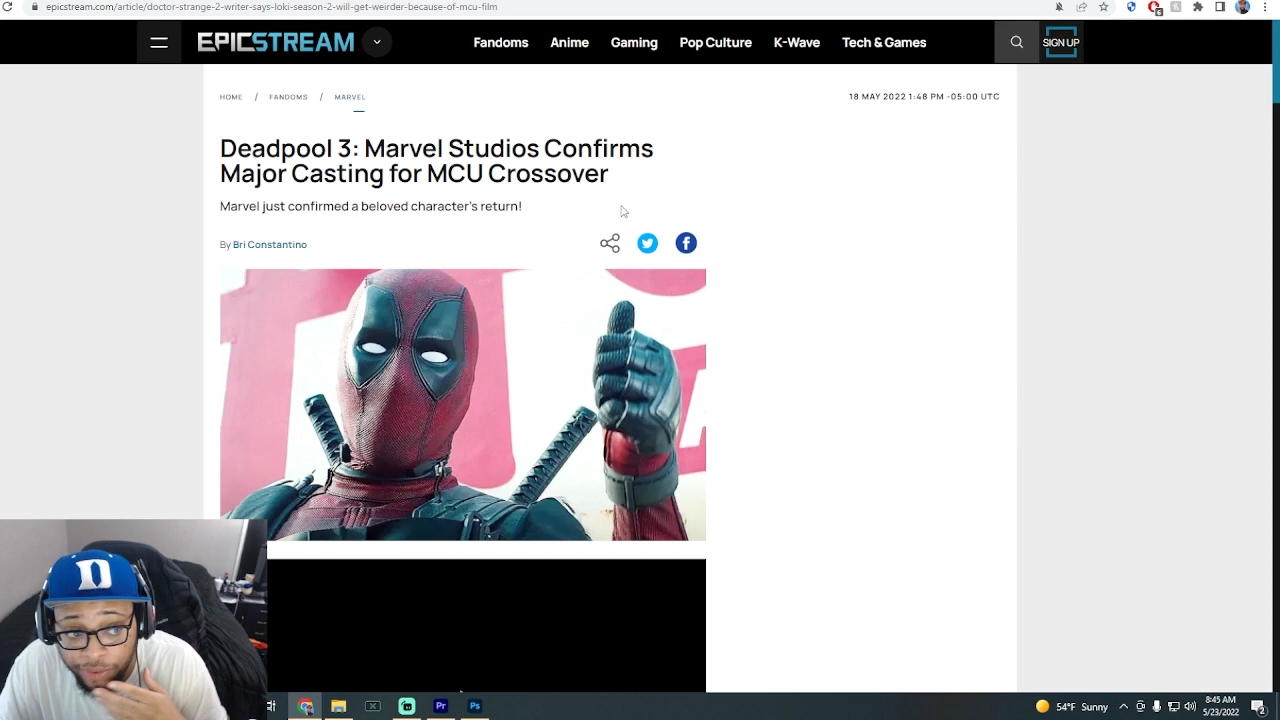 epicstream.com/article/doctor-strange-2-writer-says-loki-season-2-will-get-weirder-because-of-mcu-film
EPICSTREAM
Fandoms Anime Gaming Pop Culture K-Wave Tech & Games
SIGN UP
HOME / FANDOMS / MARVEL
18 MAY 2022 1:48 PM -05:00 UTC
Deadpool 3: Marvel Studios Confirms
Major Casting for MCU Crossover
Marvel just confirmed a beloved character's return!
By Bri Constantino
D
54°F Sunny
8:45 AM
5/23/2022
Pr
Ps
2